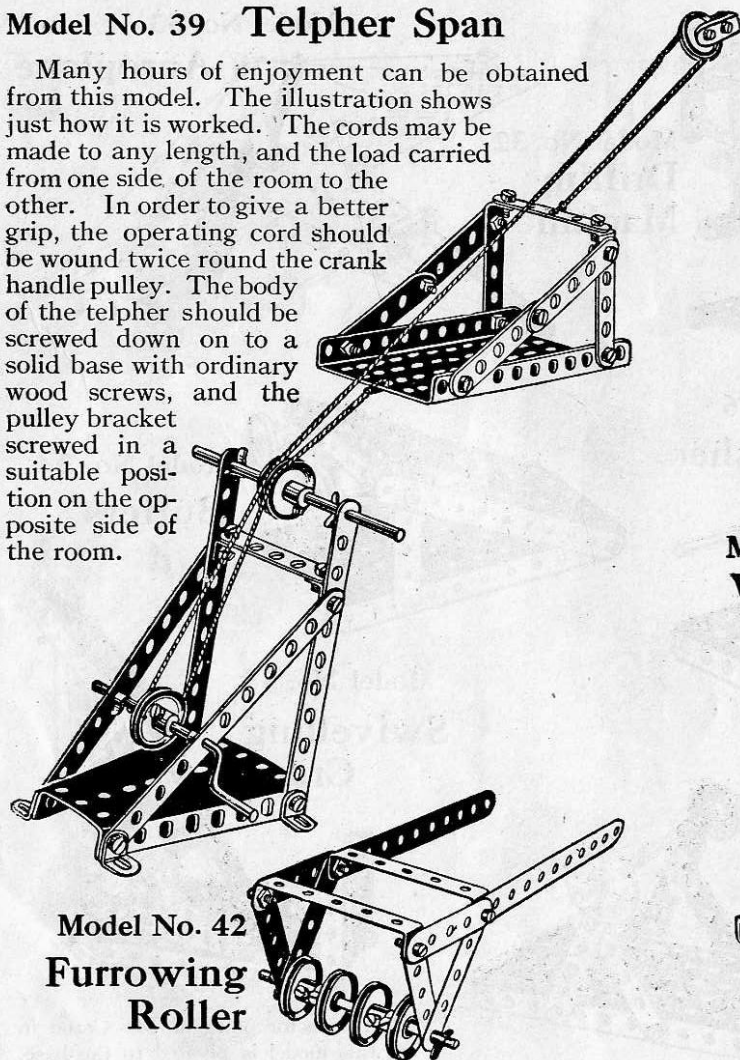 Model No. 39 Telpher Span
Many hours of enjoyment can be obtained
from this model. The illustration shows
just how it is worked. The cords may be
made to any length, and the load carried
from one side of the room to the
other. In order to give a better
grip, the operating cord should
be wound twice round the crank
handle pulley. The body
of the telpher should be
screwed down on to a
solid base with ordinary
wood screws, and the
pulley bracket
screwed in a
suitable posi-
tion on the op-
posite side of
the room.
Model No. 42
Furrowing
Roller